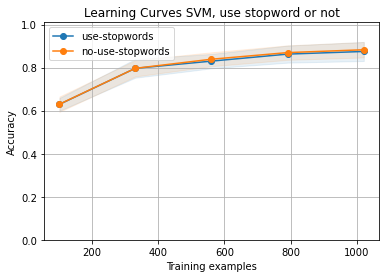 Learning Curves SVM, use stopword or not
use-stopwords
no-use-stopwords
1.0
0.8
0.6
0.4
0.2
0.0
Accuracy
200
400
600
800
1000
Training examples